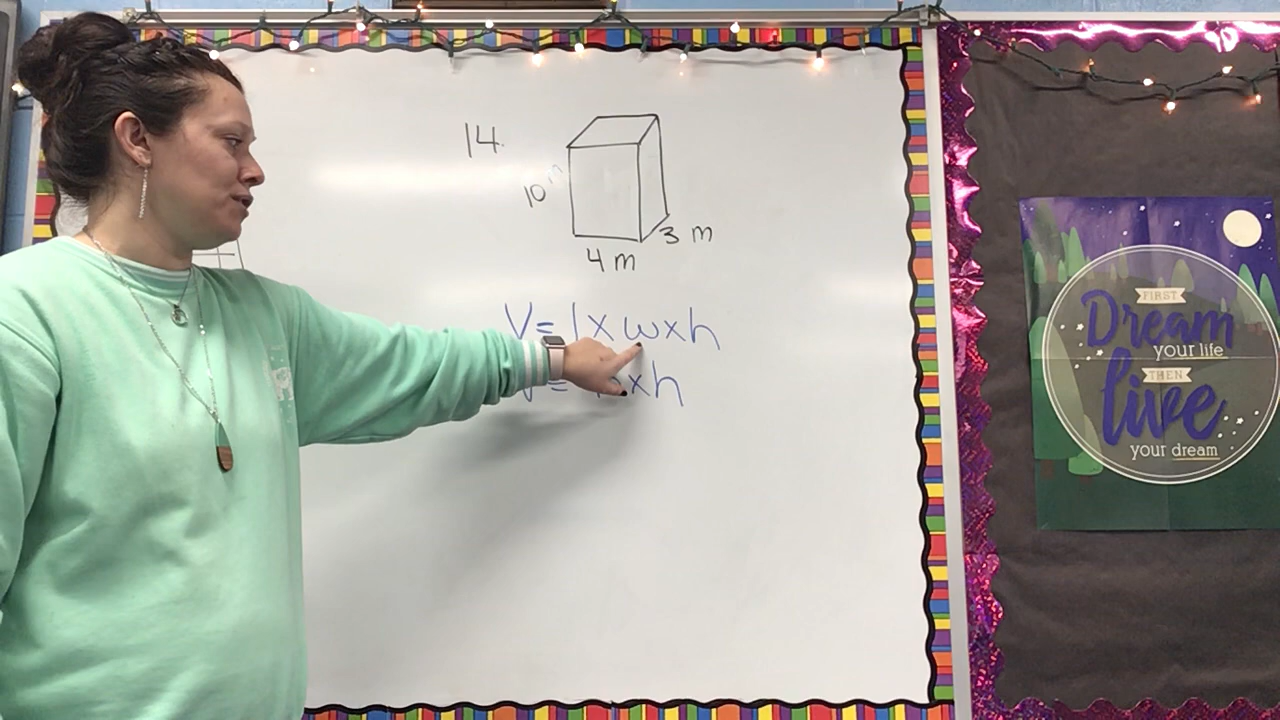 14.
10 m
3 m
4 m
V = l x w x h
V = B x h
FIRST
Dream
your life
THEN
live
your dream